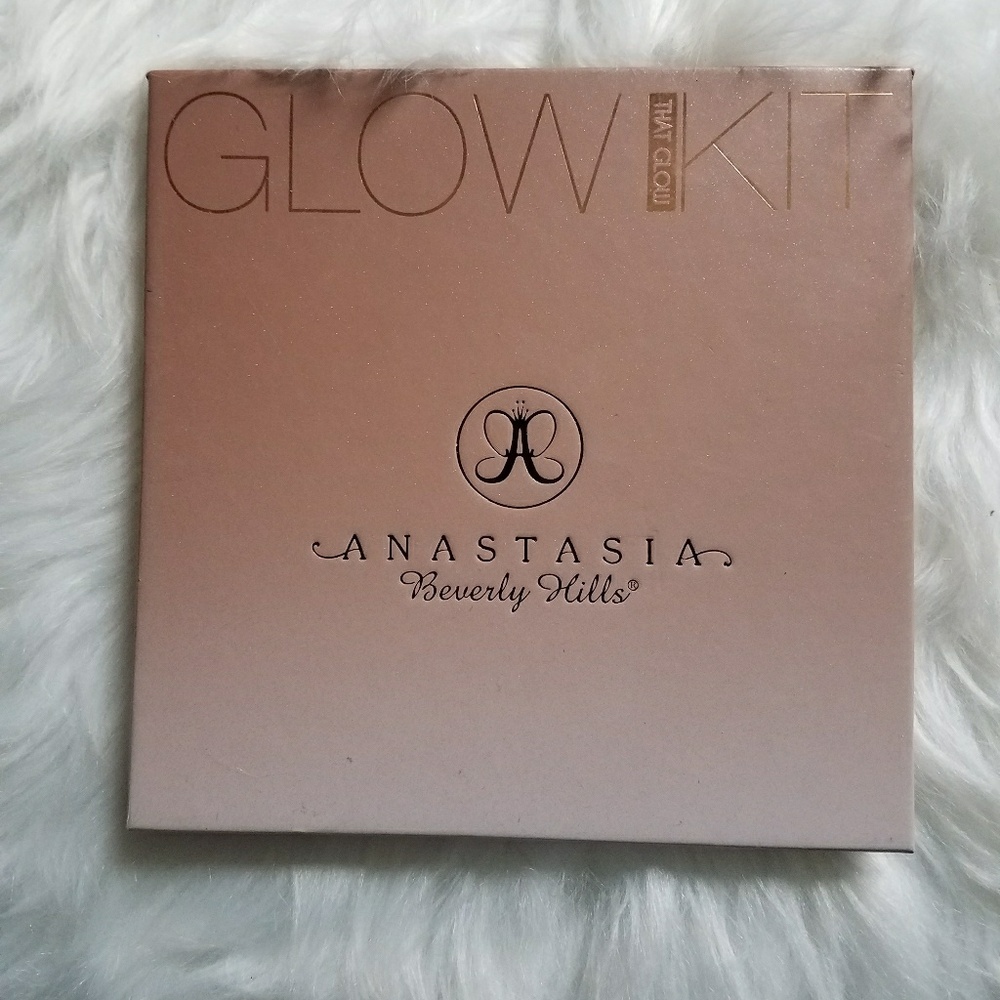 GLOW KIT
THAT GLOW
ANASTASIA
Beverly Hills®